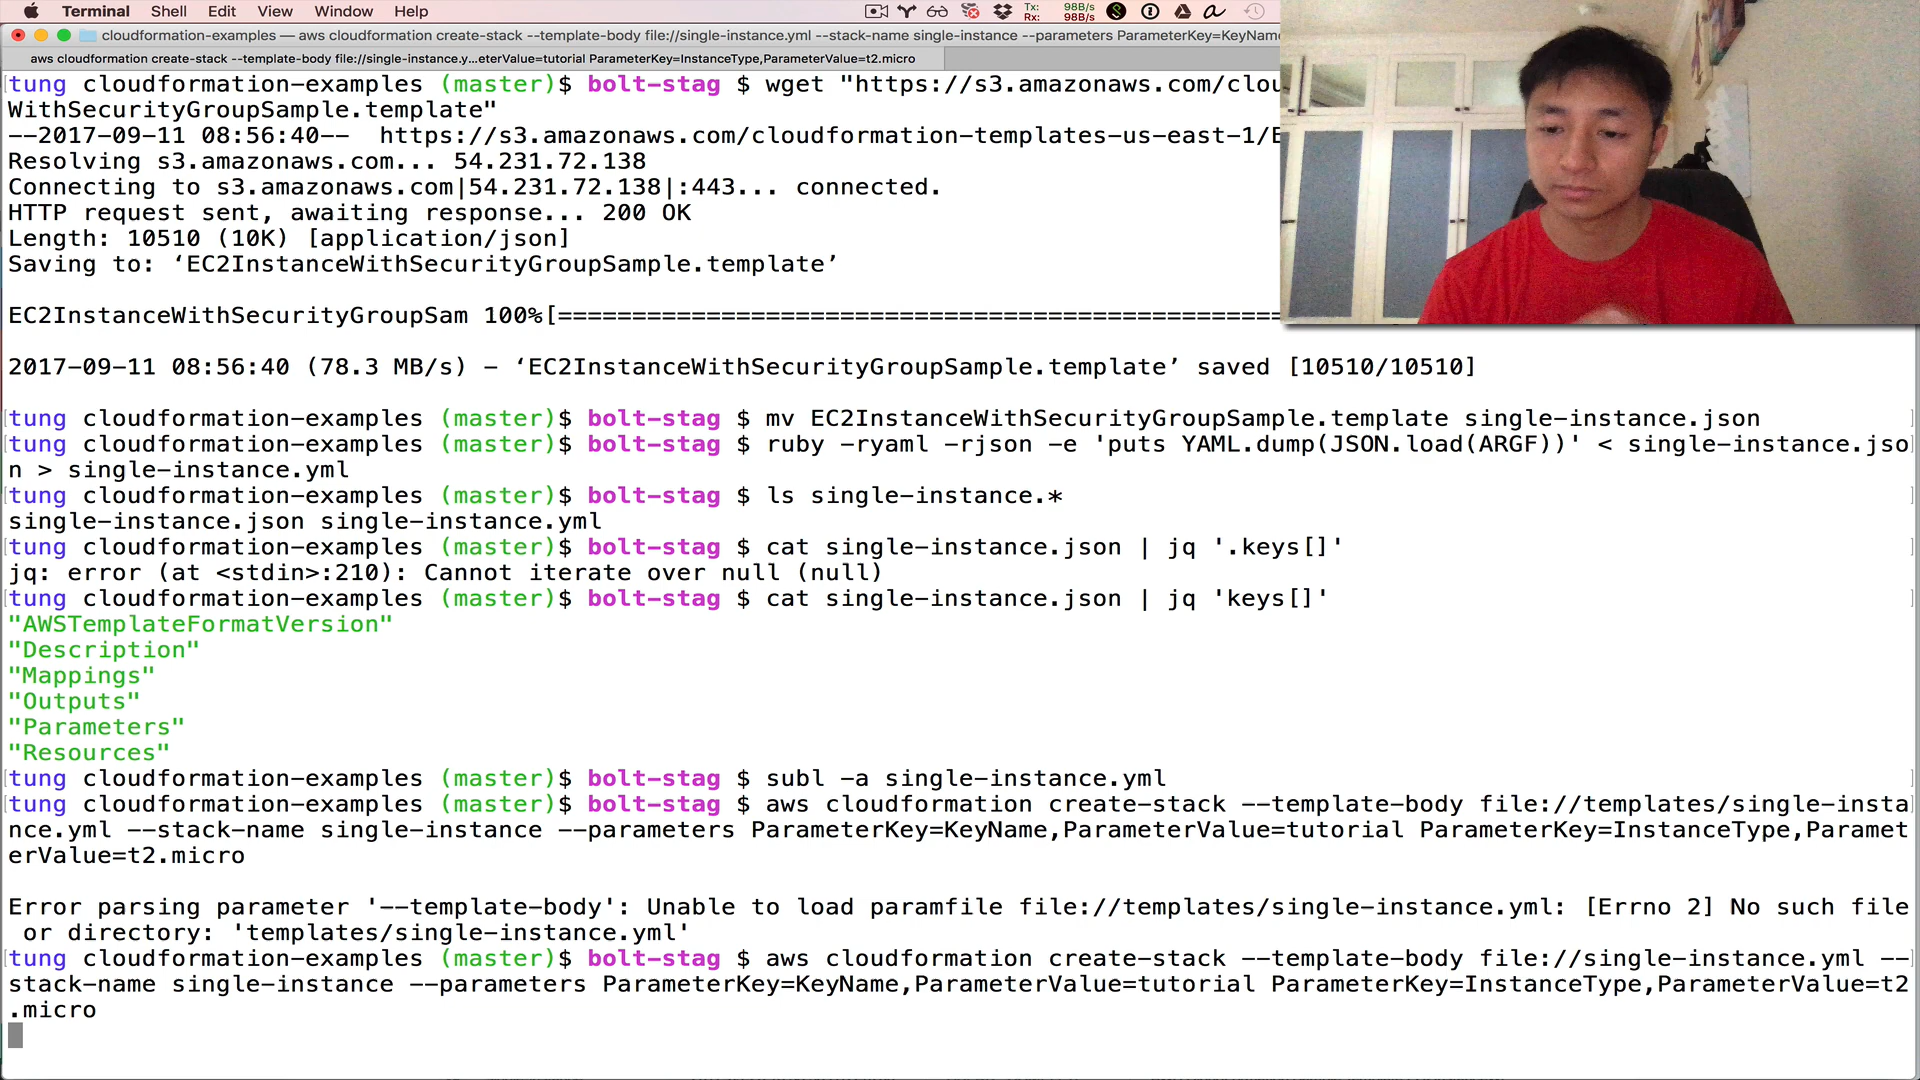 Terminal Shell Edit View Window Help
Tx: 98B/s
Rx: 98B/s
cloudformation-examples — aws cloudformation create-stack --template-body file://single-instance.yml --stack-name single-instance --parameters ParameterKey=KeyName
aws cloudformation create-stack --template-body file://single-instance.y...eterValue=tutorial ParameterKey=InstanceType,ParameterValue=t2.micro
tung cloudformation-examples (master)$ bolt-stag $ wget "https://s3.amazonaws.com/clou
WithSecurityGroupSample.template"
--2017-09-11 08:56:40--  https://s3.amazonaws.com/cloudformation-templates-us-east-1/E
Resolving s3.amazonaws.com... 54.231.72.138
Connecting to s3.amazonaws.com|54.231.72.138|:443... connected.
HTTP request sent, awaiting response... 200 OK
Length: 10510 (10K) [application/json]
Saving to: ‘EC2InstanceWithSecurityGroupSample.template’
EC2InstanceWithSecurityGroupSam 100%[=================================================
2017-09-11 08:56:40 (78.3 MB/s) - ‘EC2InstanceWithSecurityGroupSample.template’ saved [10510/10510]
tung cloudformation-examples (master)$ bolt-stag $ mv EC2InstanceWithSecurityGroupSample.template single-instance.json
tung cloudformation-examples (master)$ bolt-stag $ ruby -ryaml -rjson -e 'puts YAML.dump(JSON.load(ARGF))' < single-instance.jso
n > single-instance.yml
tung cloudformation-examples (master)$ bolt-stag $ ls single-instance.*
single-instance.json single-instance.yml
tung cloudformation-examples (master)$ bolt-stag $ cat single-instance.json | jq '.keys[]'
jq: error (at <stdin>:210): Cannot iterate over null (null)
tung cloudformation-examples (master)$ bolt-stag $ cat single-instance.json | jq 'keys[]'
"AWSTemplateFormatVersion"
"Description"
"Mappings"
"Outputs"
"Parameters"
"Resources"
tung cloudformation-examples (master)$ bolt-stag $ subl -a single-instance.yml
tung cloudformation-examples (master)$ bolt-stag $ aws cloudformation create-stack --template-body file://templates/single-insta
nce.yml --stack-name single-instance --parameters ParameterKey=KeyName,ParameterValue=tutorial ParameterKey=InstanceType,Paramet
erValue=t2.micro
Error parsing parameter '--template-body': Unable to load paramfile file://templates/single-instance.yml: [Errno 2] No such file
or directory: 'templates/single-instance.yml'
tung cloudformation-examples (master)$ bolt-stag $ aws cloudformation create-stack --template-body file://single-instance.yml --
stack-name single-instance --parameters ParameterKey=KeyName,ParameterValue=tutorial ParameterKey=InstanceType,ParameterValue=t2
.micro